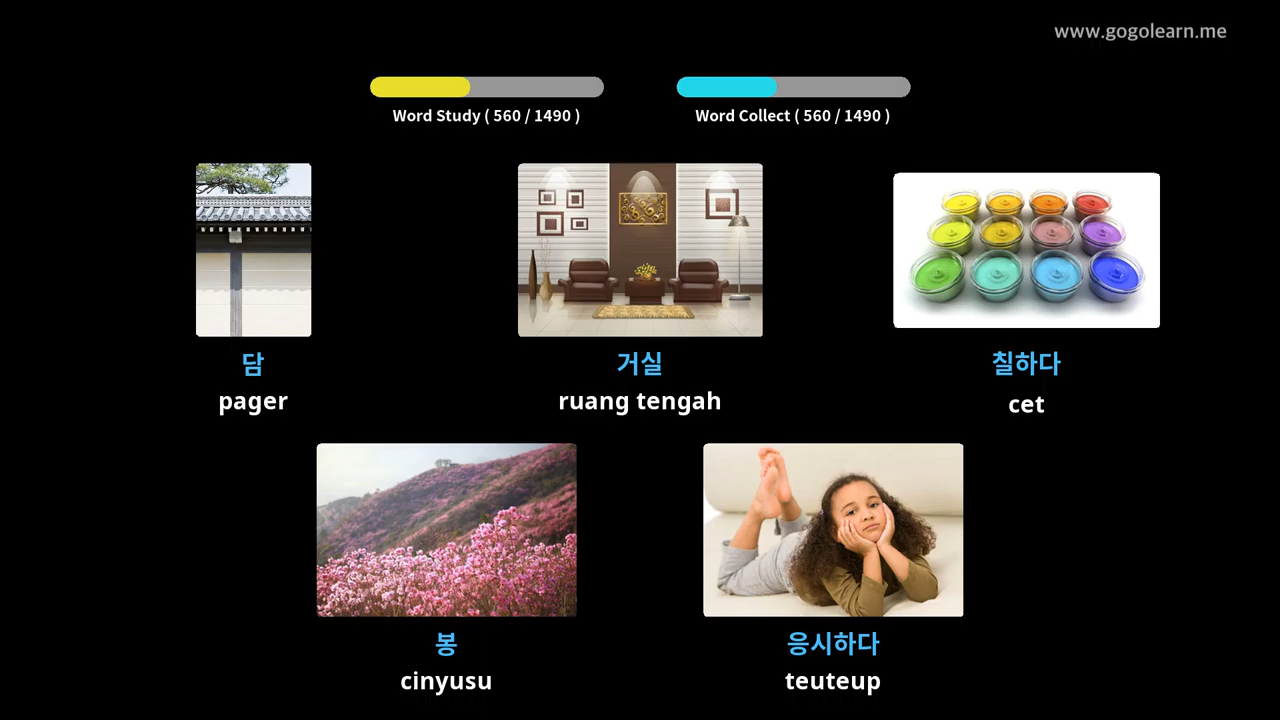 www.gogolearn.me
Word Study ( 560 / 1490 )
Word Collect ( 560 / 1490 )
담
pager
거실
ruang tengah
칠하다
cet
봉
cinyusu
응시하다
teuteup